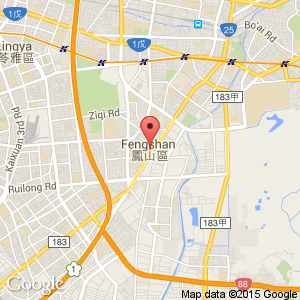 Bo'ai Rd
1戊
Lingya
苓雅區
1戊
25
183甲
Ziqi Rd
Kaixuan 3rd Rd
Fengshan
鳳山區
Ruilong Rd
183甲
183
1
88
Google
Map data ©2015 Google